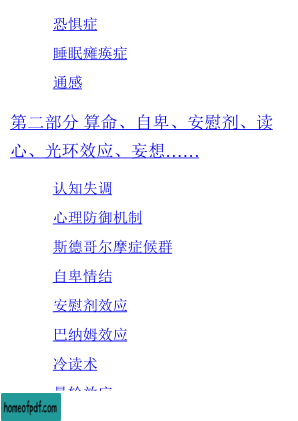 恐惧症
睡眠瘫痪症
通感
第二部分 算命、自卑、安慰剂、读
心、光环效应、妄想……
认知失调
心理防御机制
斯德哥尔摩症候群
自卑情结
安慰剂效应
巴纳姆效应
冷读术
homeofpdf.com